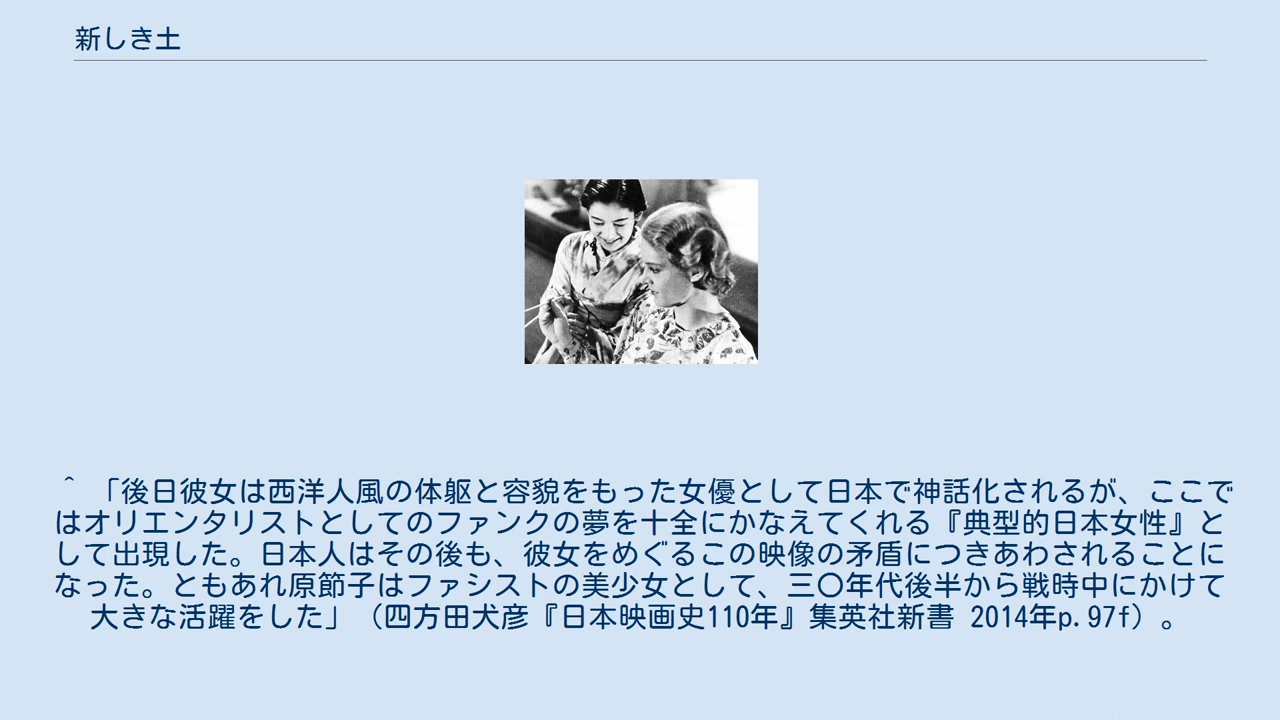 新しき土
^ 「後日彼女は西洋人風の体躯と容貌をもった女優として日本で神話化されるが、ここで
はオリエンタリストとしてのファンクの夢を十全にかなえてくれる『典型的日本女性』と
して出現した。日本人はその後も、彼女をめぐるこの映像の矛盾につきあわされることに
なった。ともあれ原節子はファシストの美少女として、三〇年代後半から戦時中にかけて
大きな活躍をした」（四方田犬彦『日本映画史110年』集英社新書 2014年p.97f）。